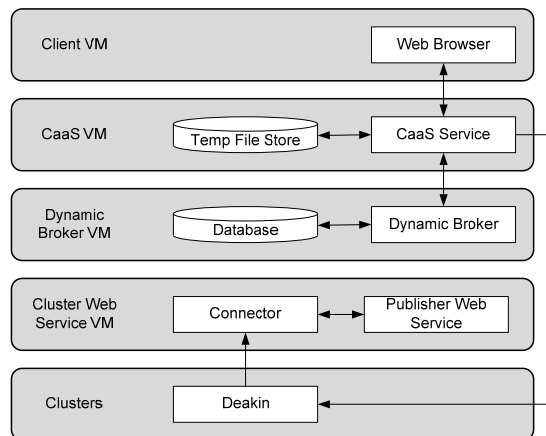 Client VM
Web Browser
CaaS VM
Temp File Store
CaaS Service
Dynamic
Broker VM
Database
Dynamic Broker
Cluster Web
Service VM
Connector
Publisher Web
Service
Clusters
Deakin